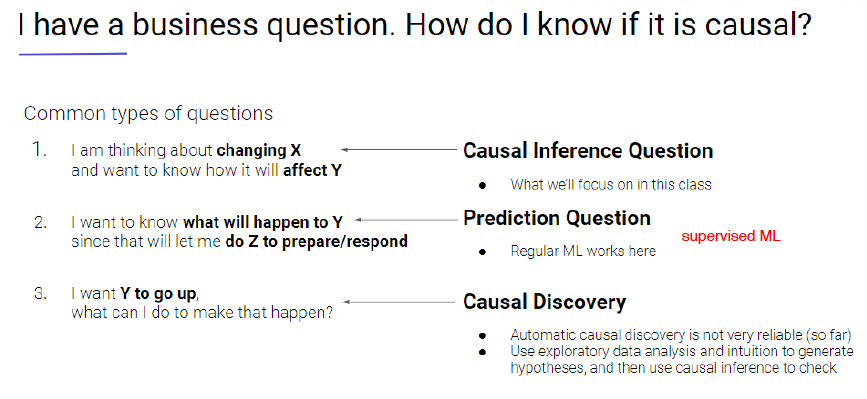 I have a business question. How do I know if it is causal?
Common types of questions
1. I am thinking about changing X
and want to know how it will affect Y
Causal Inference Question
● What we'll focus on in this class
2. I want to know what will happen to Y
since that will let me do Z to prepare/respond
Prediction Question
supervised ML
● Regular ML works here
3. I want Y to go up,
what can I do to make that happen?
Causal Discovery
● Automatic causal discovery is not very reliable (so far)
● Use exploratory data analysis and intuition to generate
hypotheses, and then use causal inference to check